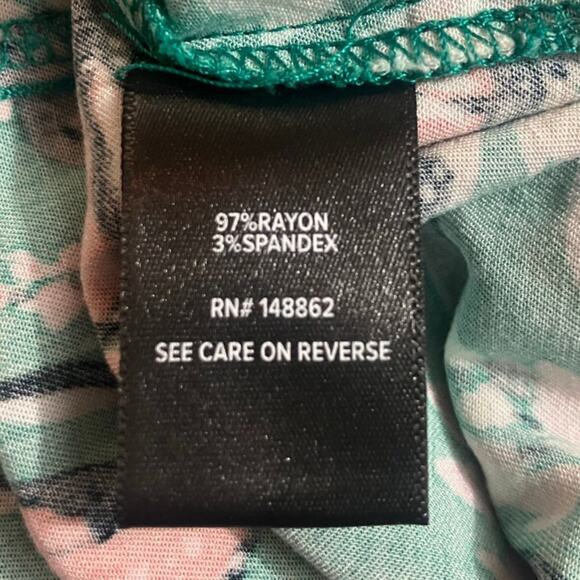 97%RAYON
3%SPANDEX
RN# 148862
SEE CARE ON REVERSE